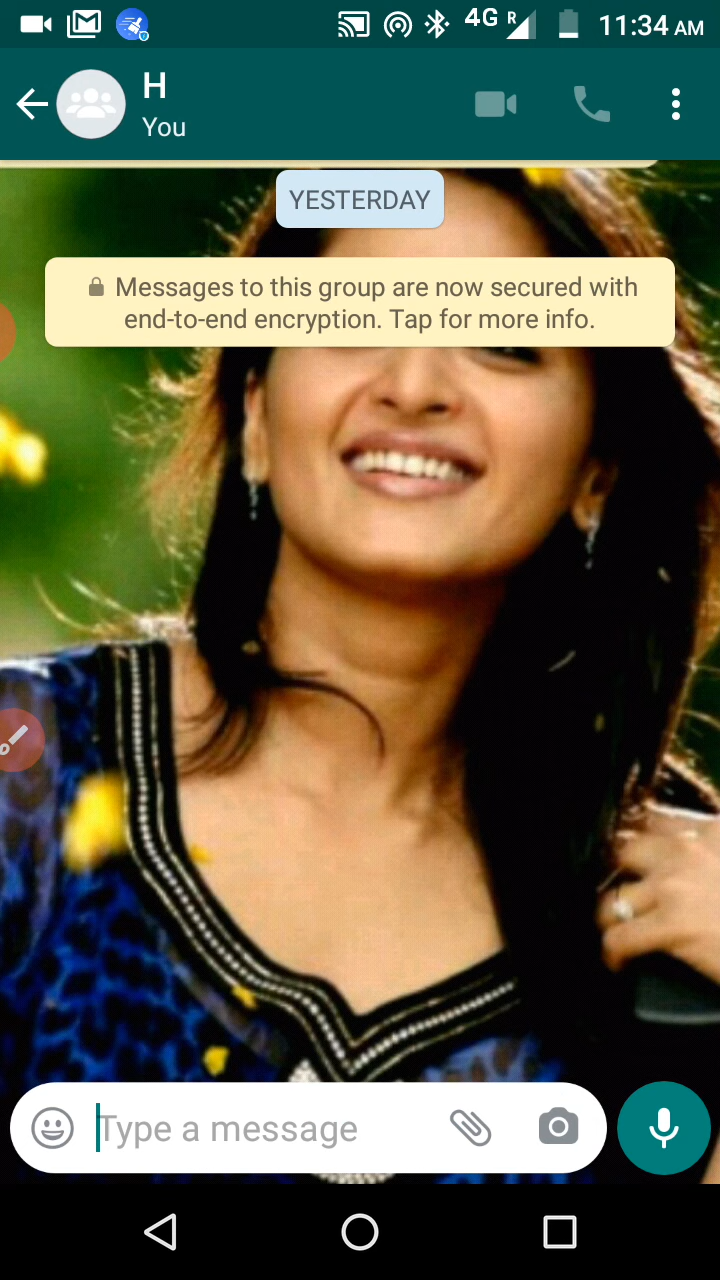 4G R 11:34 AM
H
You
YESTERDAY
Messages to this group are now secured with
end-to-end encryption. Tap for more info.
Type a message